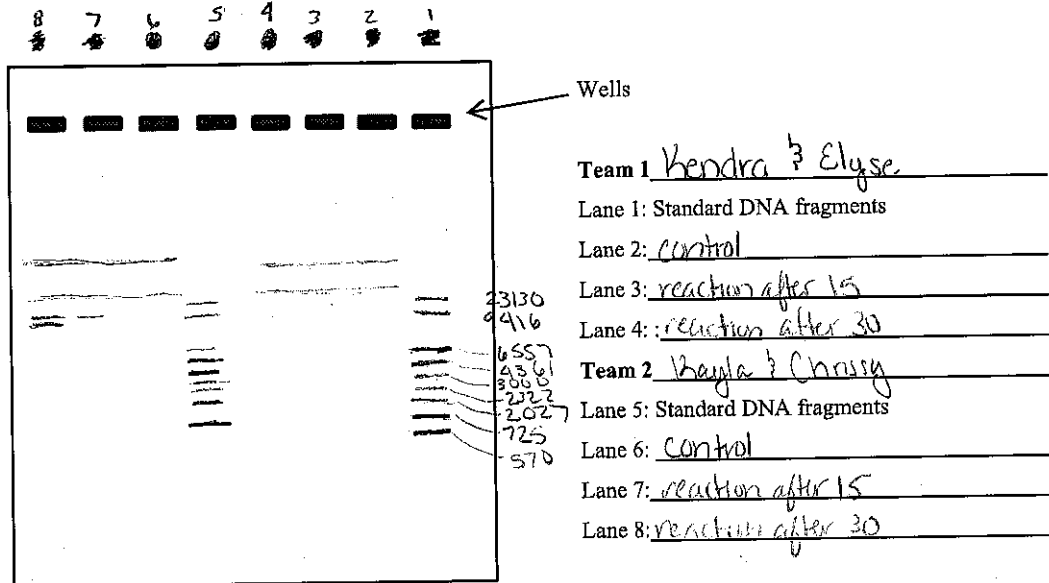 8 7 6 5 4 3 2 1
Wells
23130
9416
6557
4361
3000
2322
2027
725
570
Team 1 Kendra & Elyse
Lane 1: Standard DNA fragments
Lane 2: control
Lane 3: reaction after 15
Lane 4: : reaction after 30
Team 2 Kayla & Chrissy
Lane 5: Standard DNA fragments
Lane 6: Control
Lane 7: reaction after 15
Lane 8: reaction after 30